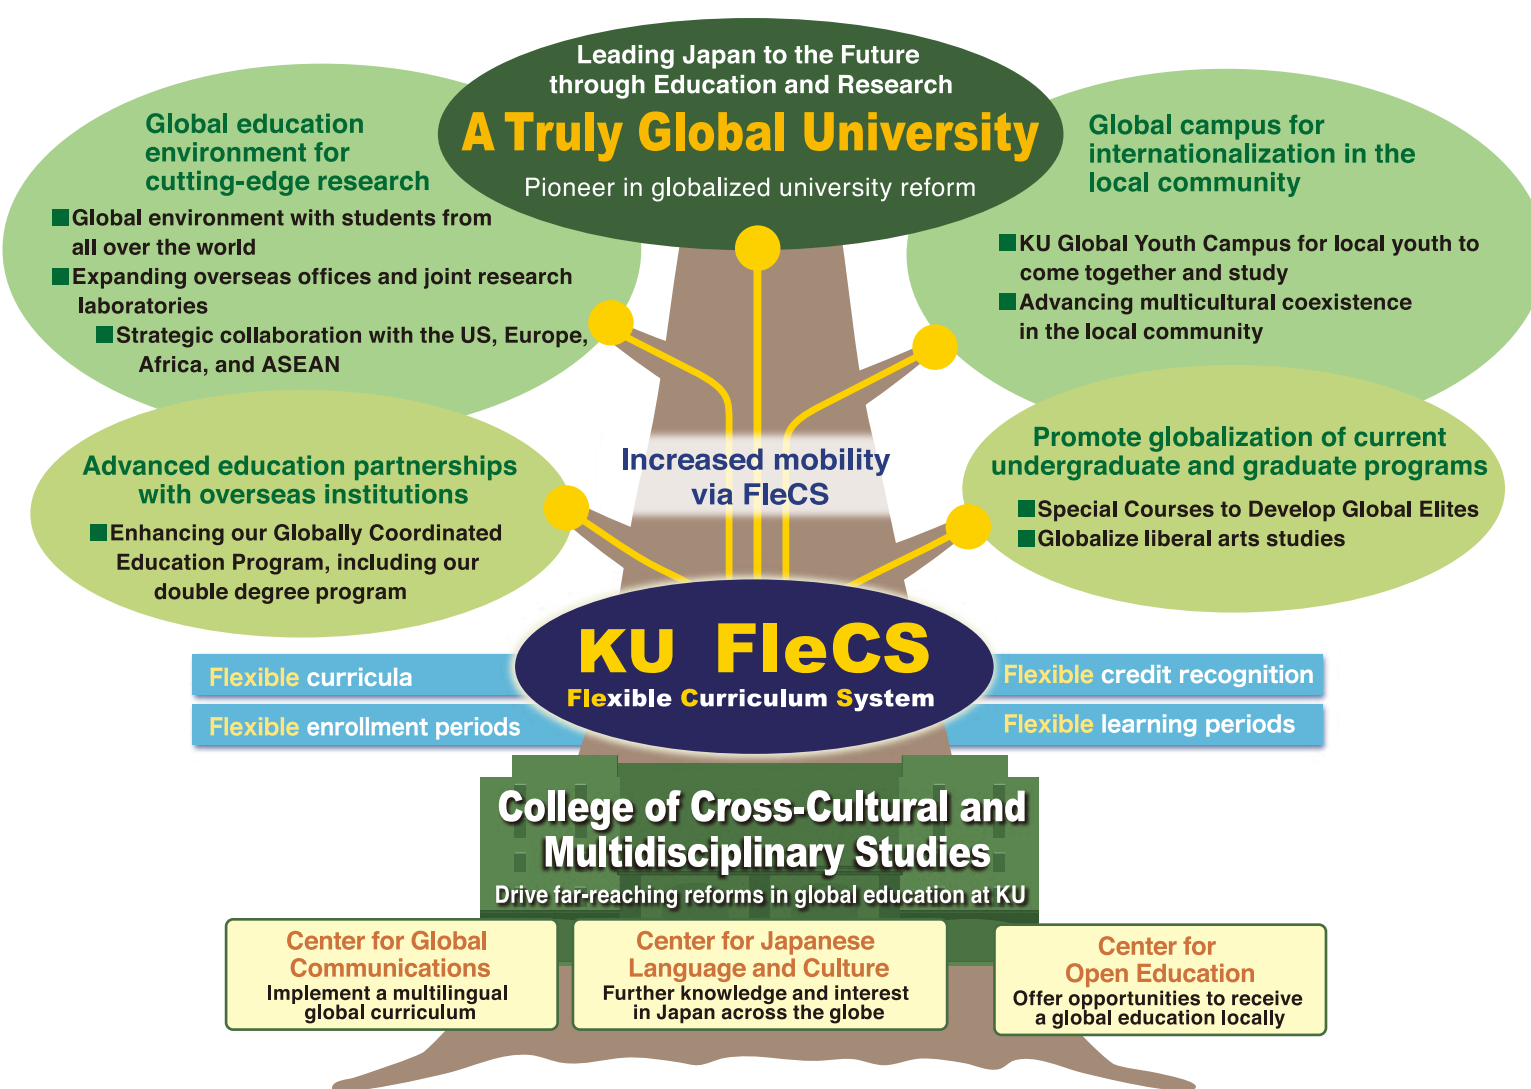 Leading Japan to the Future
through Education and Research
A Truly Global University
Pioneer in globalized university reform
Global education
environment for
cutting-edge research
■Global environment with students from
all over the world
■Expanding overseas offices and joint research
laboratories
■Strategic collaboration with the US, Europe,
Africa, and ASEAN
Global campus for
internationalization in the
local community
■KU Global Youth Campus for local youth to
come together and study
■Advancing multicultural coexistence
in the local community
Advanced education partnerships
with overseas institutions
■Enhancing our Globally Coordinated
Education Program, including our
double degree program
Increased mobility
via FleCS
Promote globalization of current
undergraduate and graduate programs
■Special Courses to Develop Global Elites
■Globalize liberal arts studies
KU FleCS
Flexible Curriculum System
Flexible curricula
Flexible enrollment periods
Flexible credit recognition
Flexible learning periods
College of Cross-Cultural and
Multidisciplinary Studies
Drive far-reaching reforms in global education at KU
Center for Global
Communications
Implement a multilingual
global curriculum
Center for Japanese
Language and Culture
Further knowledge and interest
in Japan across the globe
Center for
Open Education
Offer opportunities to receive
a global education locally